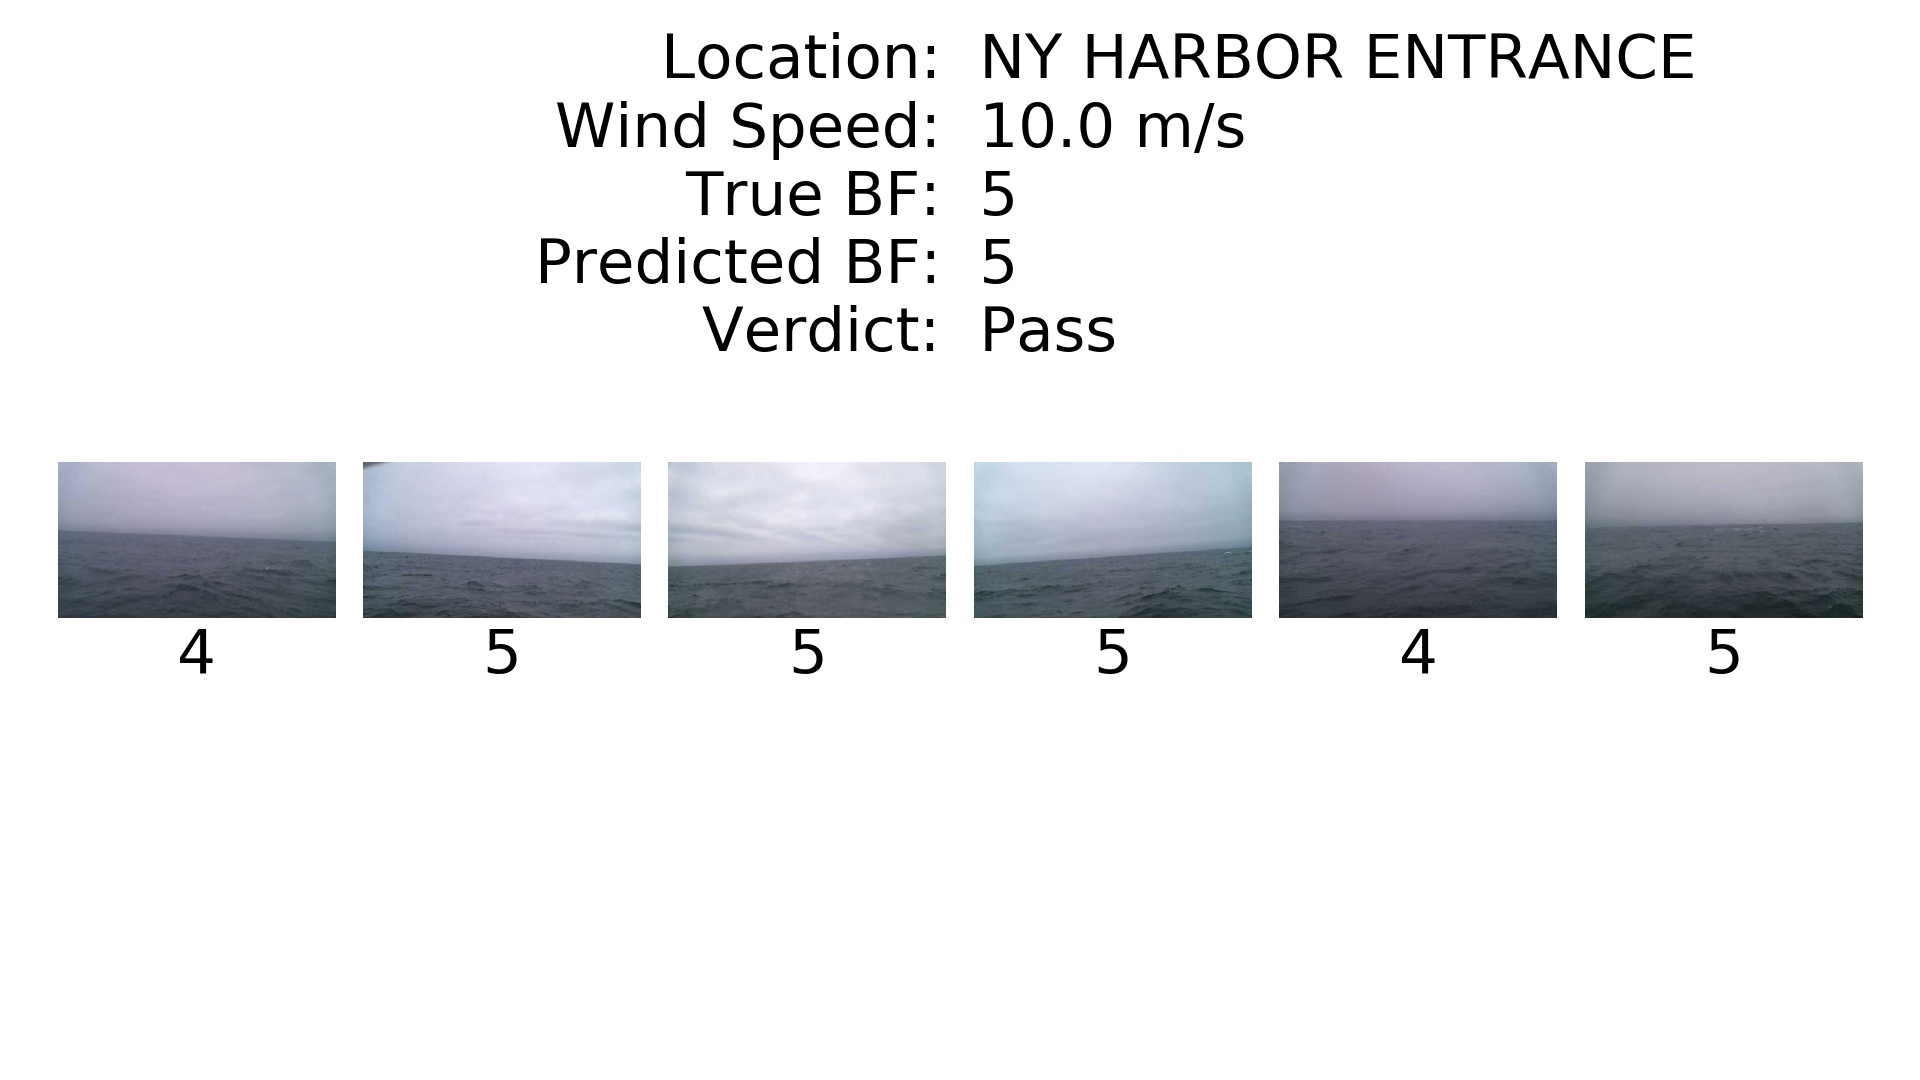 Location: NY HARBOR ENTRANCE
Wind Speed: 10.0 m/s
True BF: 5
Predicted BF: 5
Verdict: Pass
4 5 5 5 4 5